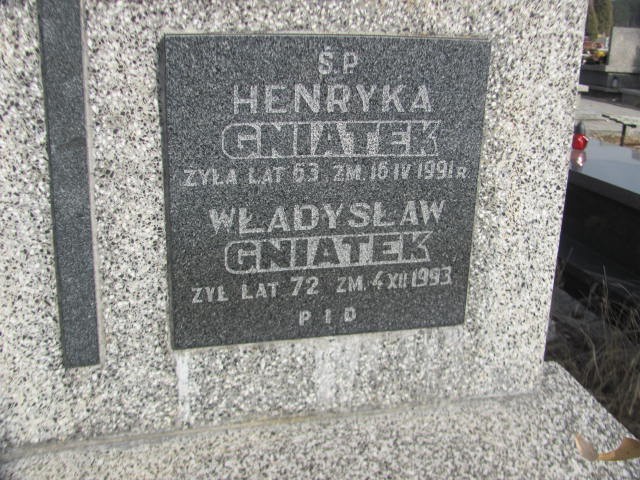 Ś.P
HENRYKA
GNIATEK
ŻYŁA LAT 63 ZM. 16 IV 1991 R
WŁADYSŁAW
GNIATEK
ŻYŁ LAT 72 ZM. 4 XII 1993
P I D